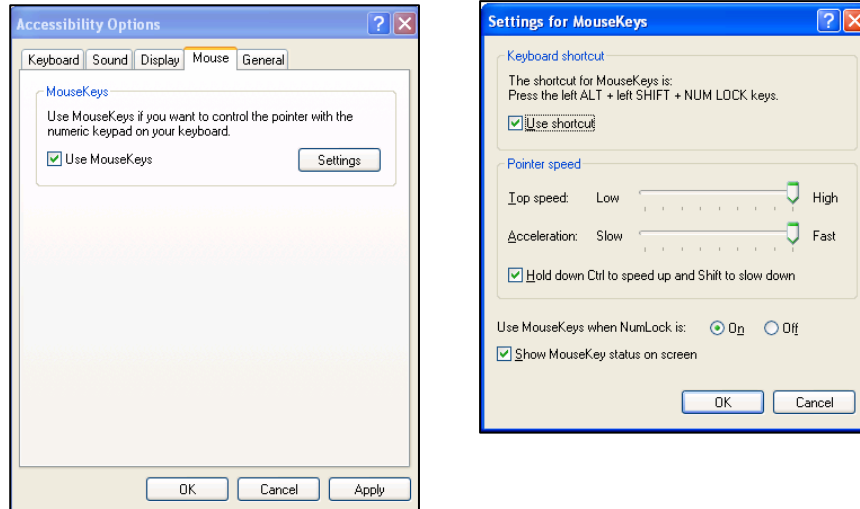 Accessibility Options
Keyboard Sound Display Mouse General
MouseKeys
Use MouseKeys if you want to control the pointer with the
numeric keypad on your keyboard.
Use MouseKeys Settings
OK Cancel Apply
Settings for MouseKeys
Keyboard shortcut
The shortcut for MouseKeys is:
Press the left ALT + left SHIFT + NUM LOCK keys.
Use shortcut
Pointer speed
Top speed: Low High
Acceleration: Slow Fast
Hold down Ctrl to speed up and Shift to slow down
Use MouseKeys when NumLock is: On Off
Show MouseKey status on screen
OK Cancel